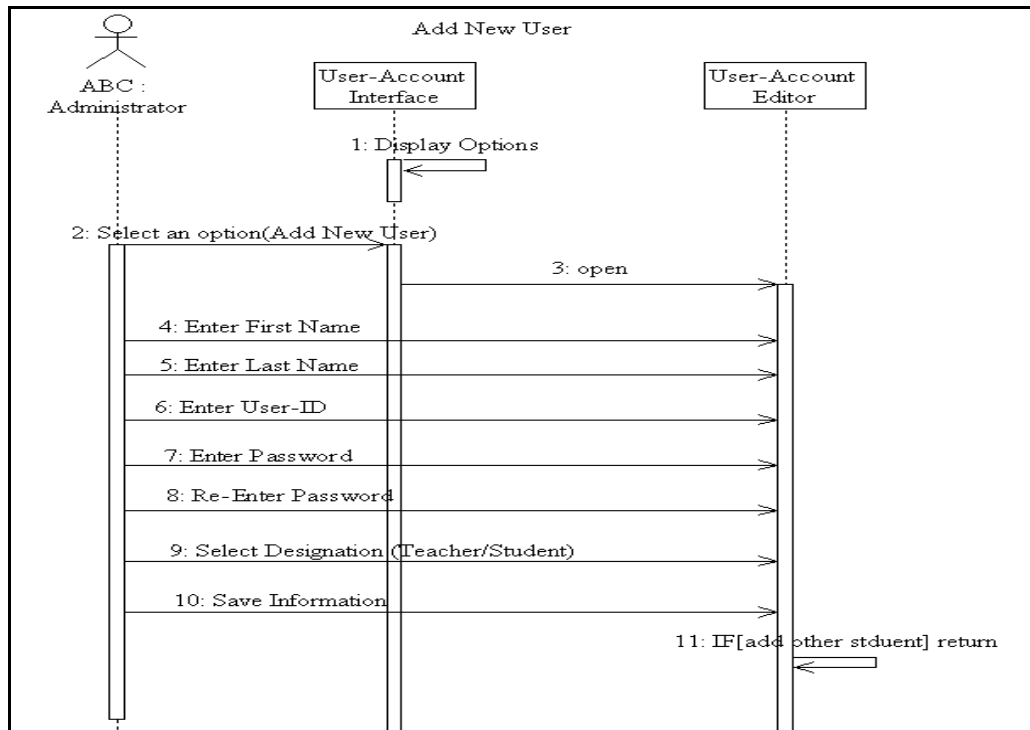 Add New User
ABC :
Administrator
User-Account
Interface
User-Account
Editor
1: Display Options
2: Select an option(Add New User)
3: open
4: Enter First Name
5: Enter Last Name
6: Enter User-ID
7: Enter Password
8: Re-Enter Password
9: Select Designation (Teacher/Student)
10: Save Information
11: IF[add other stduent] return